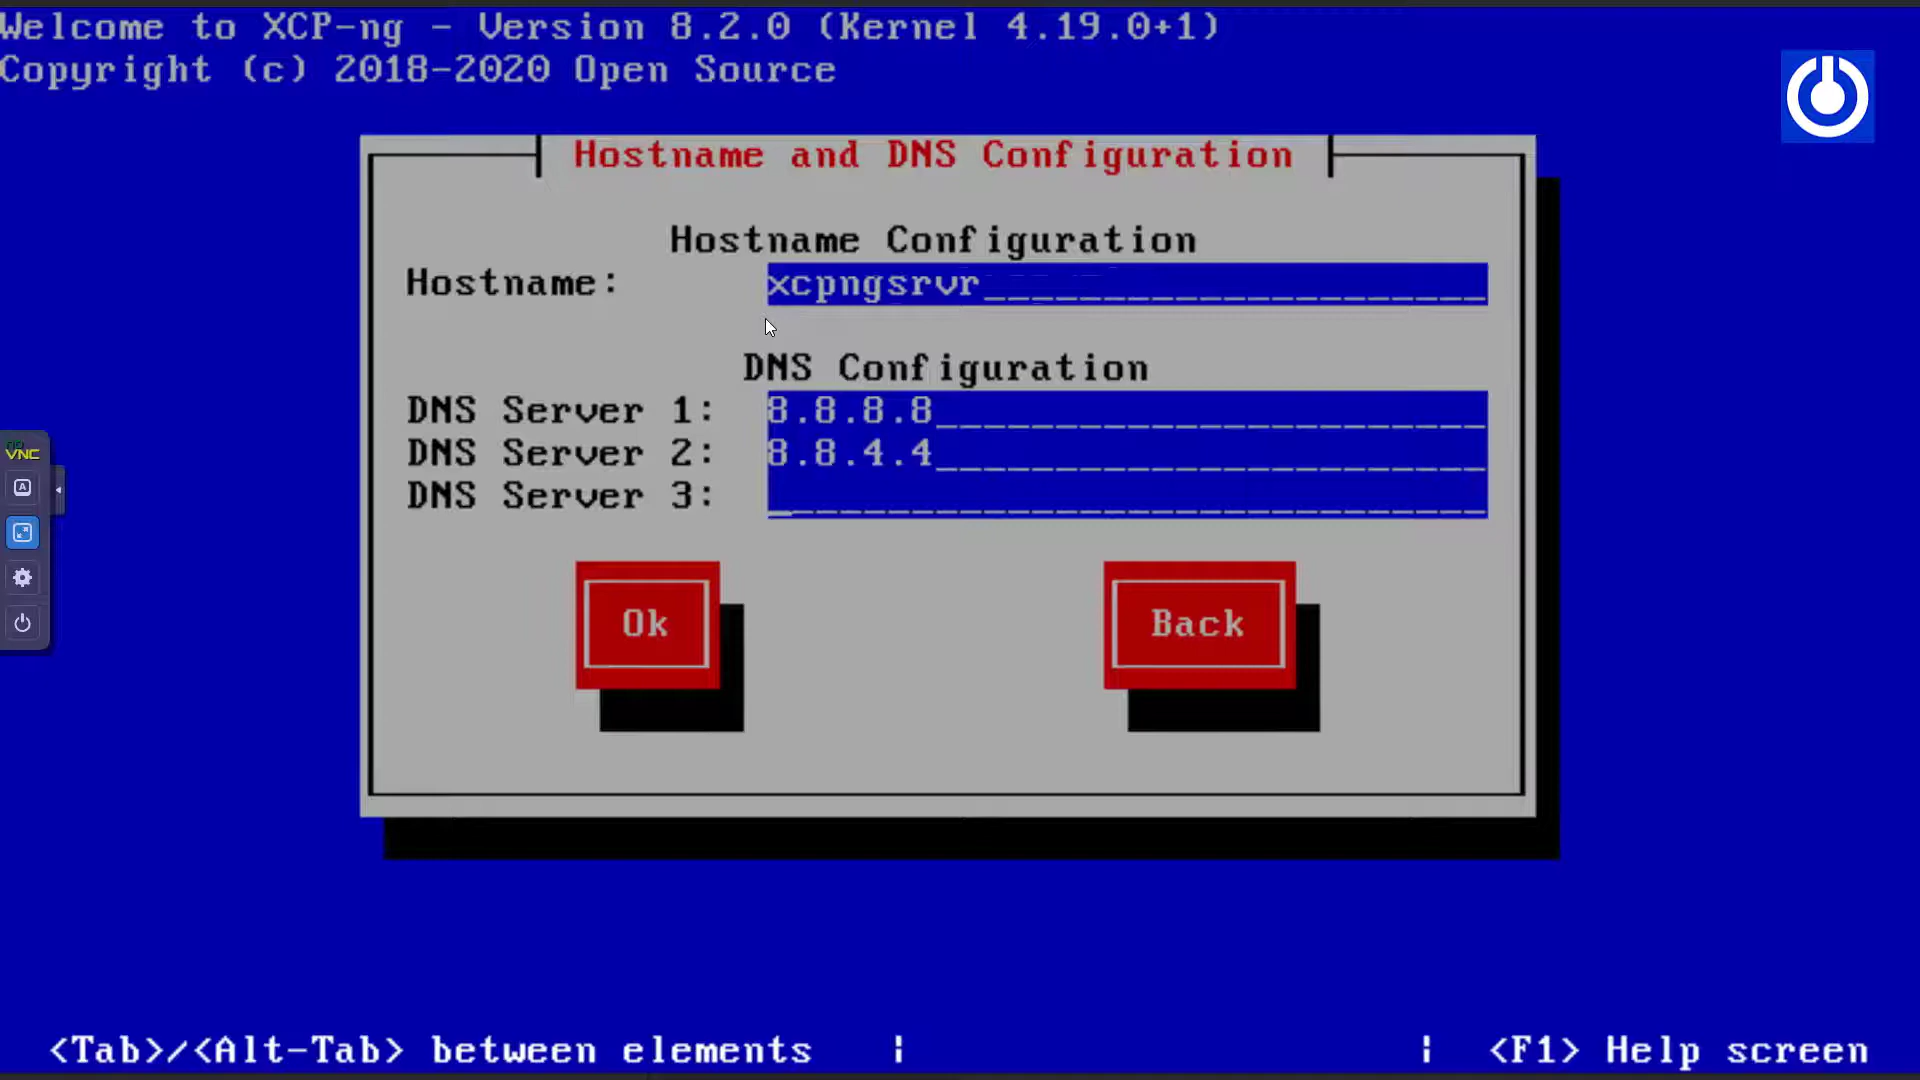 Welcome to XCP-ng - Version 8.2.0 (Kernel 4.19.0+1)
Copyright (c) 2018-2020 Open Source
Hostname and DNS Configuration
Hostname Configuration
Hostname: xcpngsrvr
DNS Configuration
DNS Server 1: 8.8.8.8
DNS Server 2: 8.8.4.4
DNS Server 3:
no
VNC
A
Ok Back
<Tab>/<Alt-Tab> between elements | | <F1> Help screen